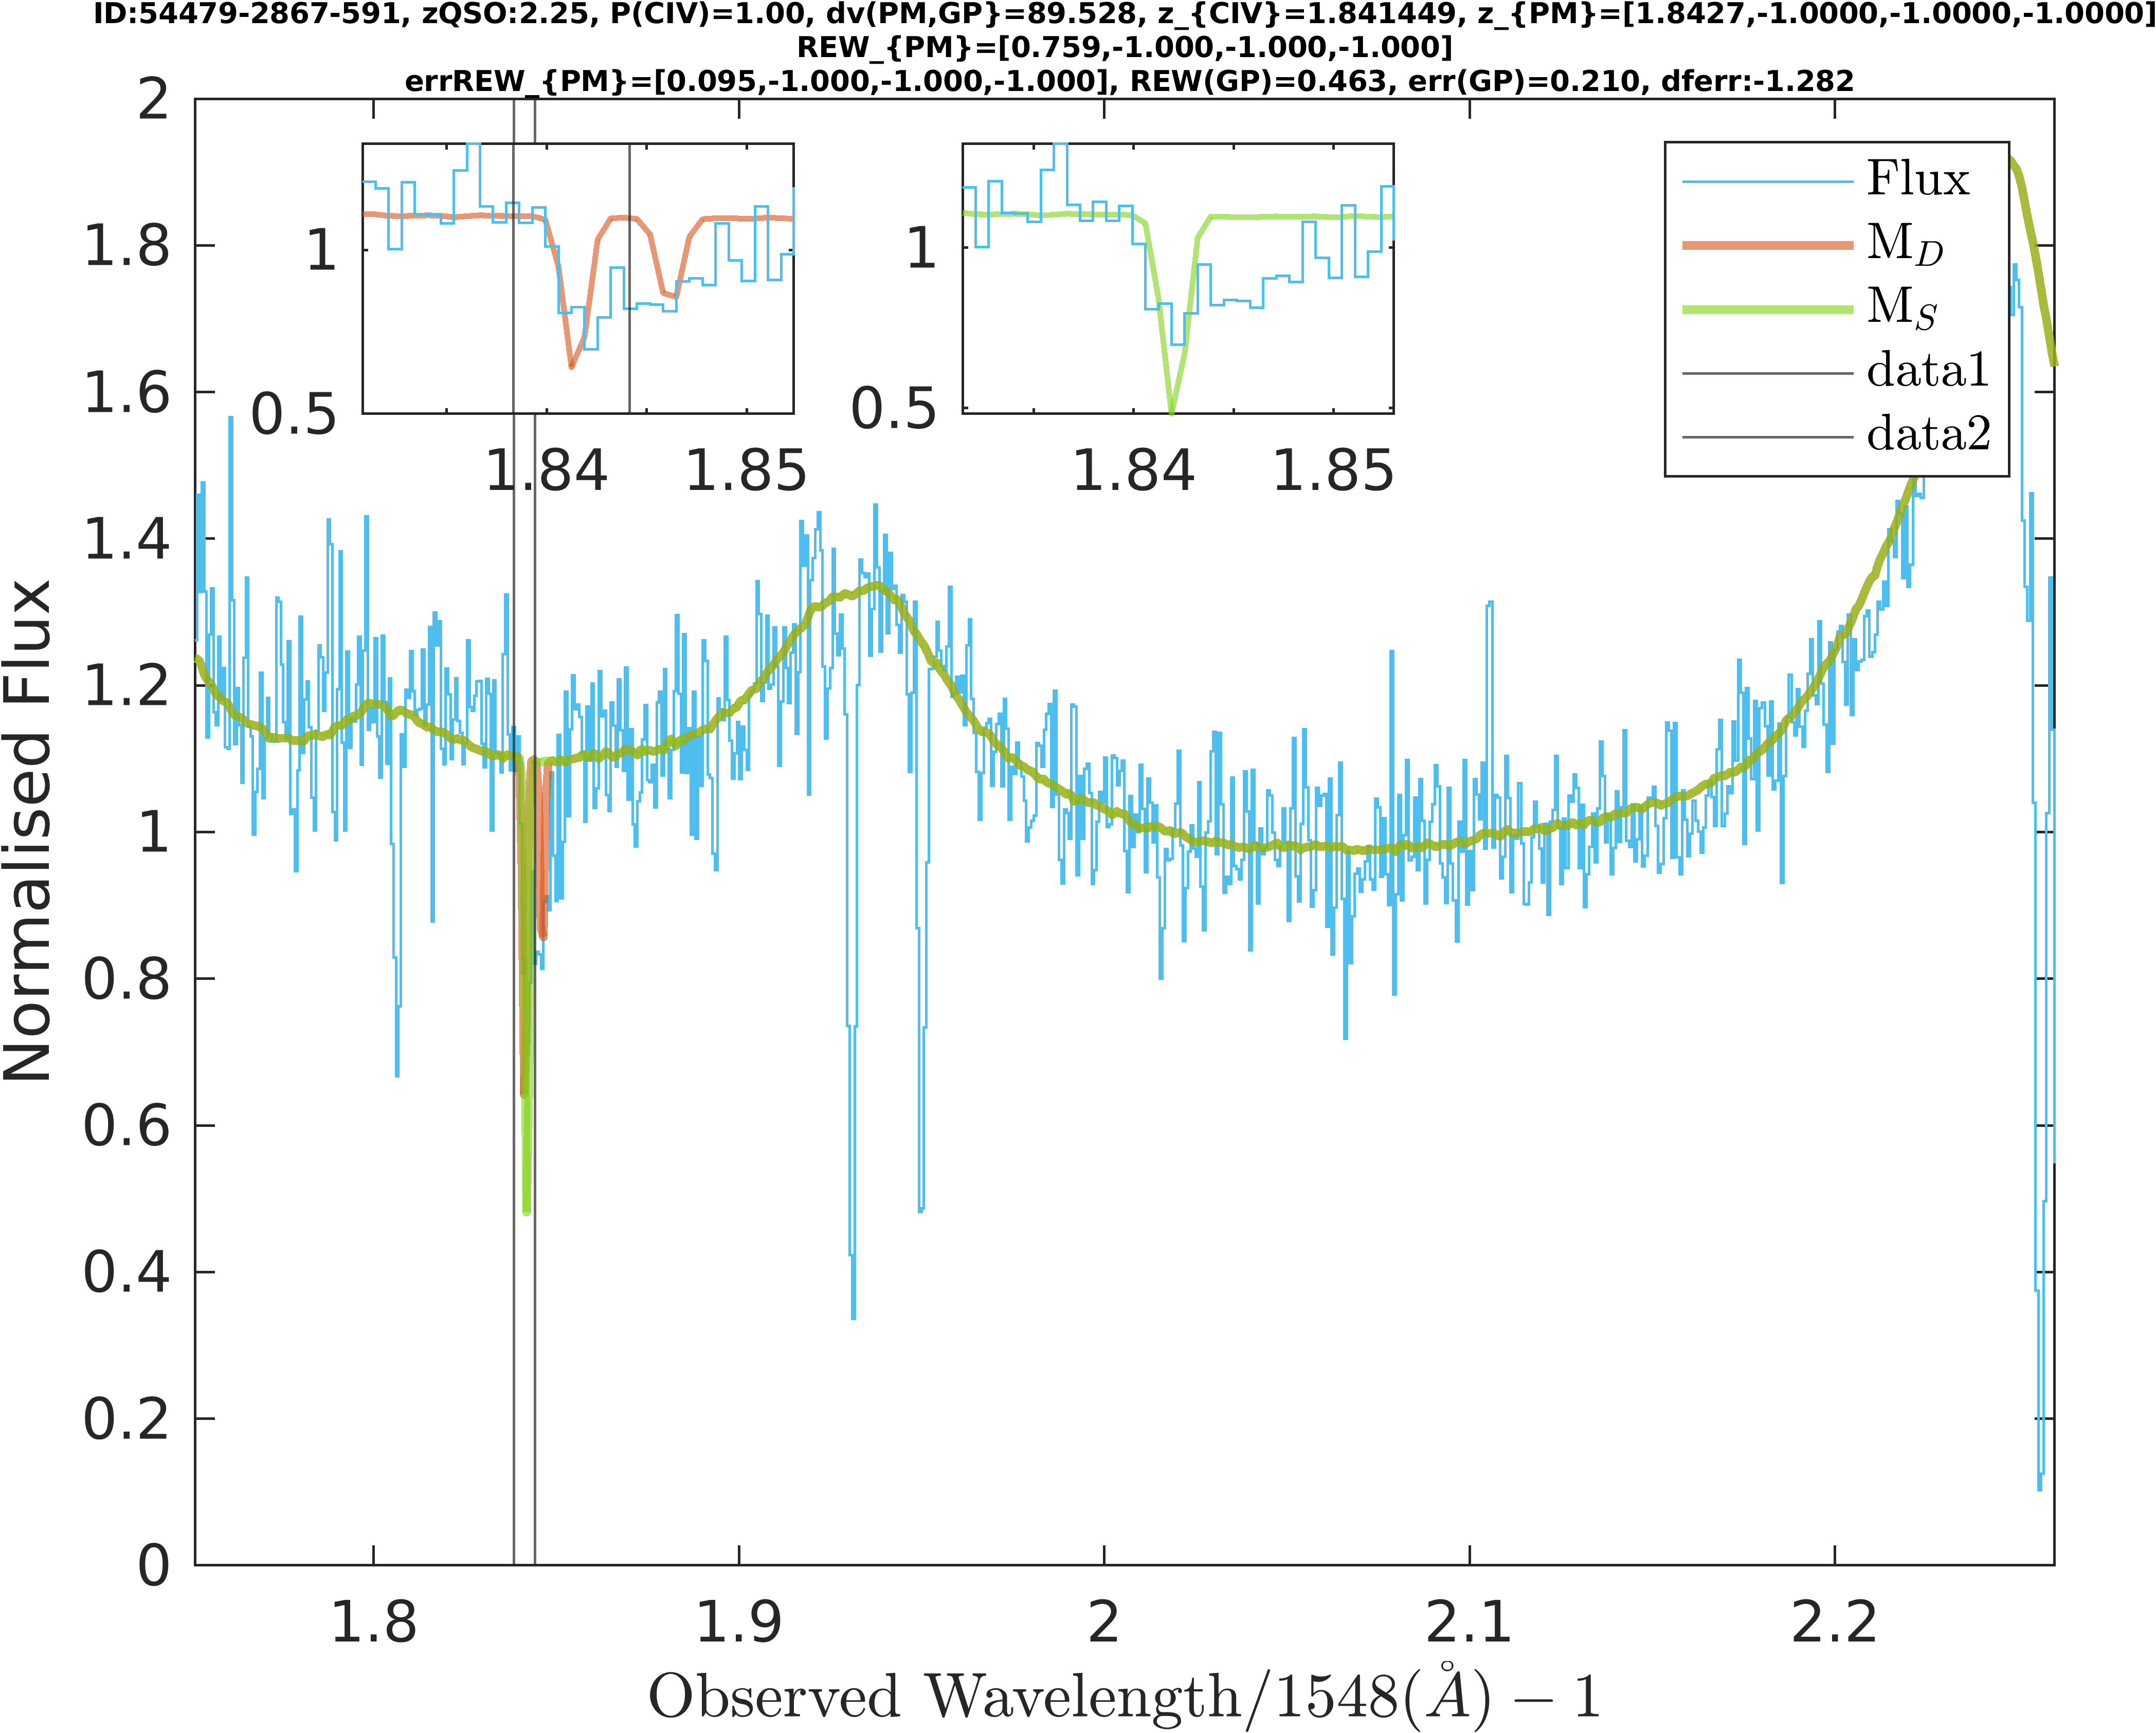 ID:54479-2867-591, zQSO:2.25, P(CIV)=1.00, dv(PM,GP}=89.528, z_{CIV}=1.841449, z_{PM}=[1.8427,-1.0000,-1.0000,-1.0000]
REW_{PM}=[0.759,-1.000,-1.000,-1.000]
errREW_{PM}=[0.095,-1.000,-1.000,-1.000], REW(GP)=0.463, err(GP)=0.210, dferr:-1.282
2
1.8
1.6
1.4
1.2
1
0.8
0.6
0.4
0.2
0
Normalised Flux
1
0.5
1.84 1.85
1
0.5
1.84 1.85
Flux
M_D
M_S
data1
data2
1.8 1.9 2 2.1 2.2
Observed Wavelength/1548(Å) − 1